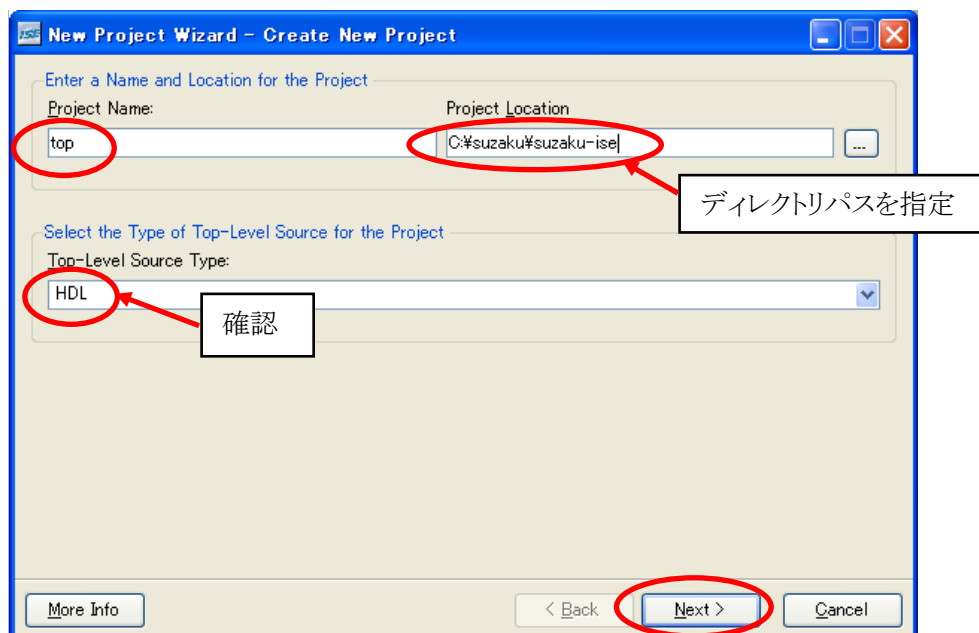 ISE New Project Wizard - Create New Project
Enter a Name and Location for the Project
Project Name:
Project Location
top
C:¥suzaku¥suzaku-ise
...
ディレクトリパスを指定
Select the Type of Top-Level Source for the Project
Top-Level Source Type:
HDL
確認
More Info
< Back
Next >
Cancel